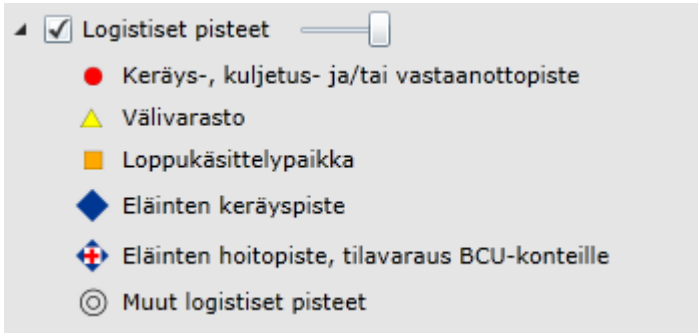 Logistiset pisteet
Keräys-, kuljetus- ja/tai vastaanottopiste
Välivarasto
Loppukäsittelypaikka
Eläinten keräyspiste
Eläinten hoitopiste, tilavaraus BCU-konteille
Muut logistiset pisteet